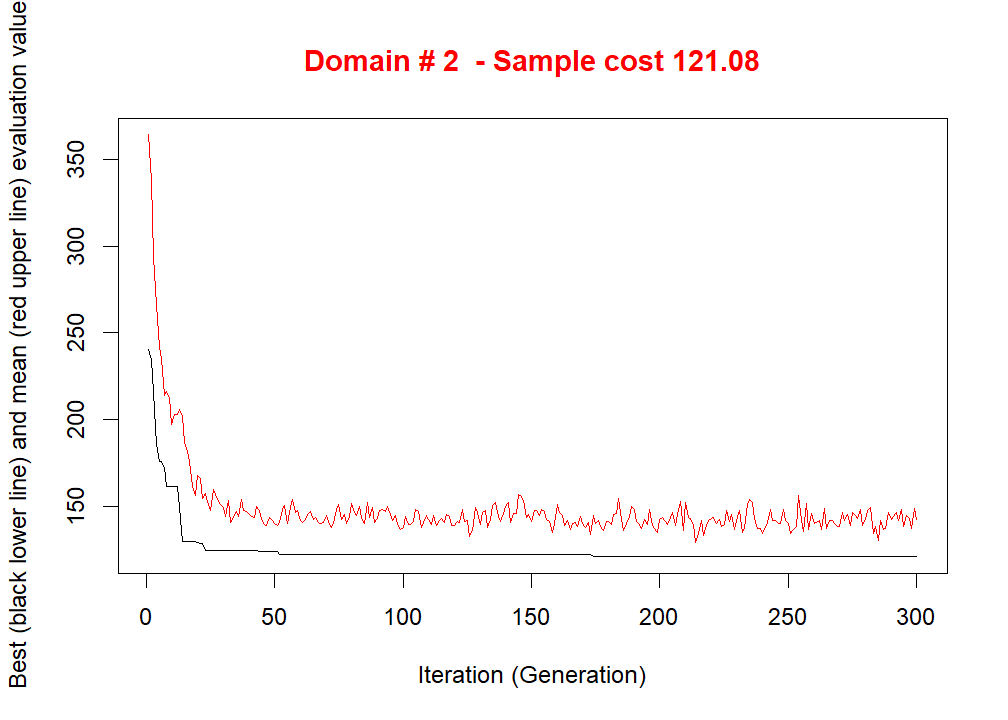 Domain # 2  - Sample cost 121.08
Best (black lower line) and mean (red upper line) evaluation value
350
300
250
200
150
0 50 100 150 200 250 300
Iteration (Generation)